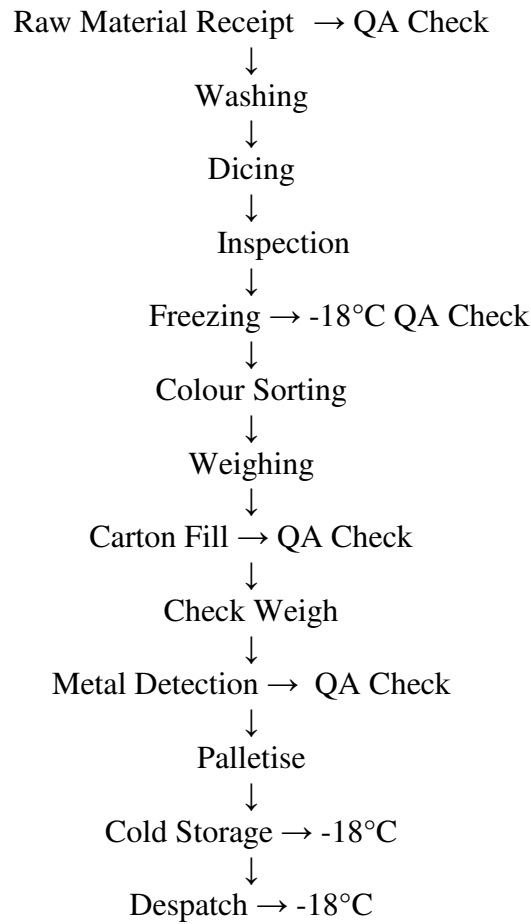 Raw Material Receipt → QA Check
↓
Washing
↓
Dicing
↓
Inspection
↓
Freezing → -18°C QA Check
↓
Colour Sorting
↓
Weighing
↓
Carton Fill → QA Check
↓
Check Weigh
↓
Metal Detection → QA Check
↓
Palletise
↓
Cold Storage → -18°C
↓
Despatch → -18°C